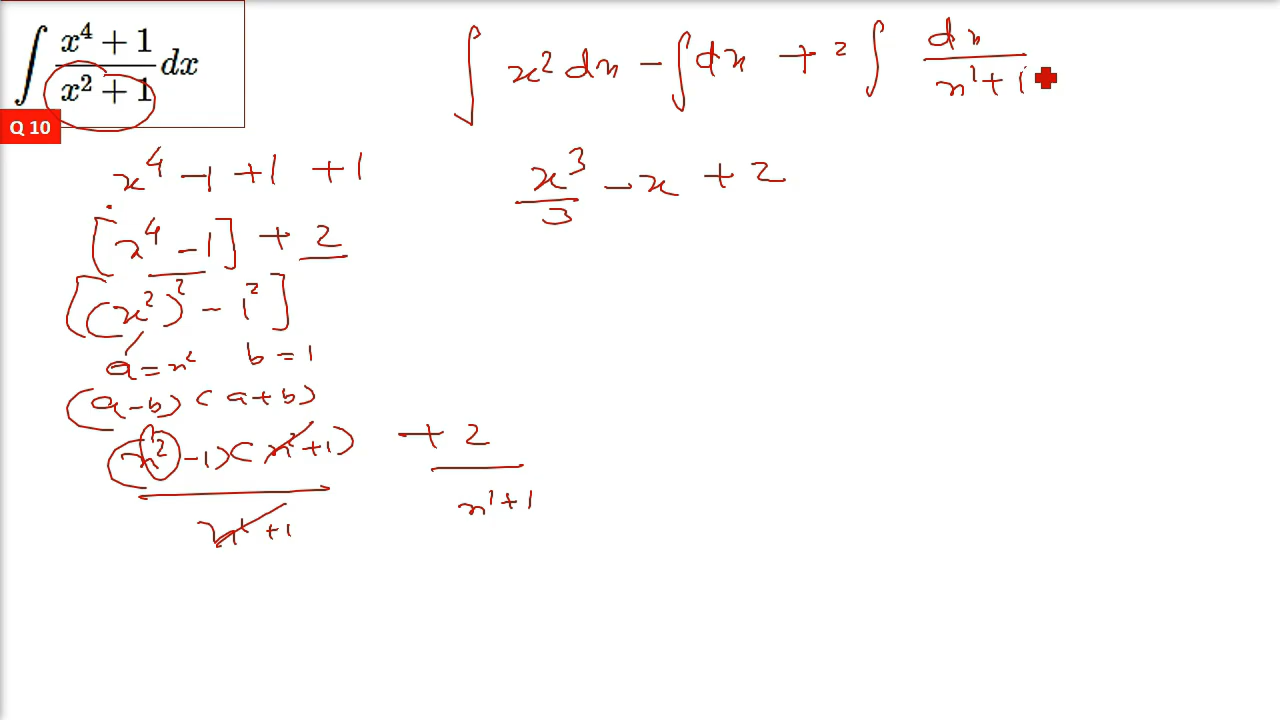 ∫ (x⁴ + 1)/(x² + 1) dx
Q 10
x⁴ - 1 + 1 + 1
[x⁴ - 1] + 2
[(x²)² - 1²]
a = x² b = 1
(a - b) (a + b)
(x² - 1) (x² + 1) / x² + 1 + 2 / x² + 1
∫ x² dx - ∫ dx + 2 ∫ dx / x² + 1
x³/3 - x + 2